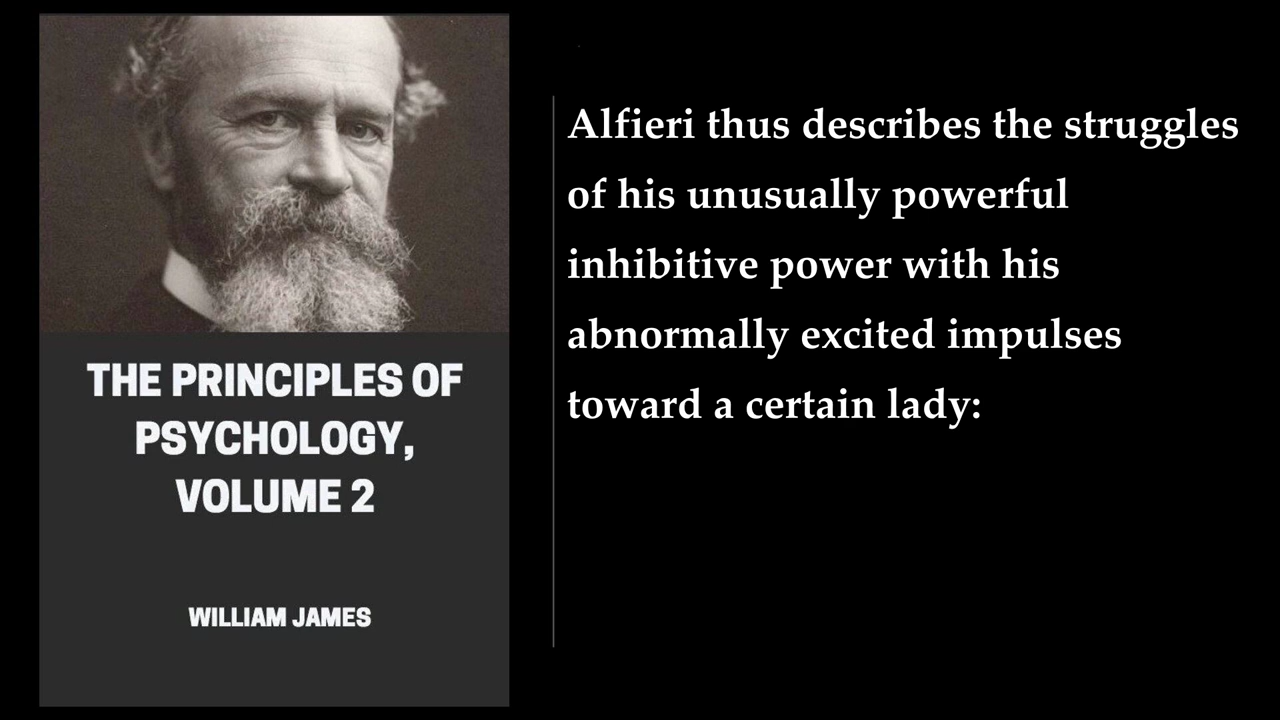 THE PRINCIPLES OF
PSYCHOLOGY,
VOLUME 2
WILLIAM JAMES
Alfieri thus describes the struggles
of his unusually powerful
inhibitive power with his
abnormally excited impulses
toward a certain lady: